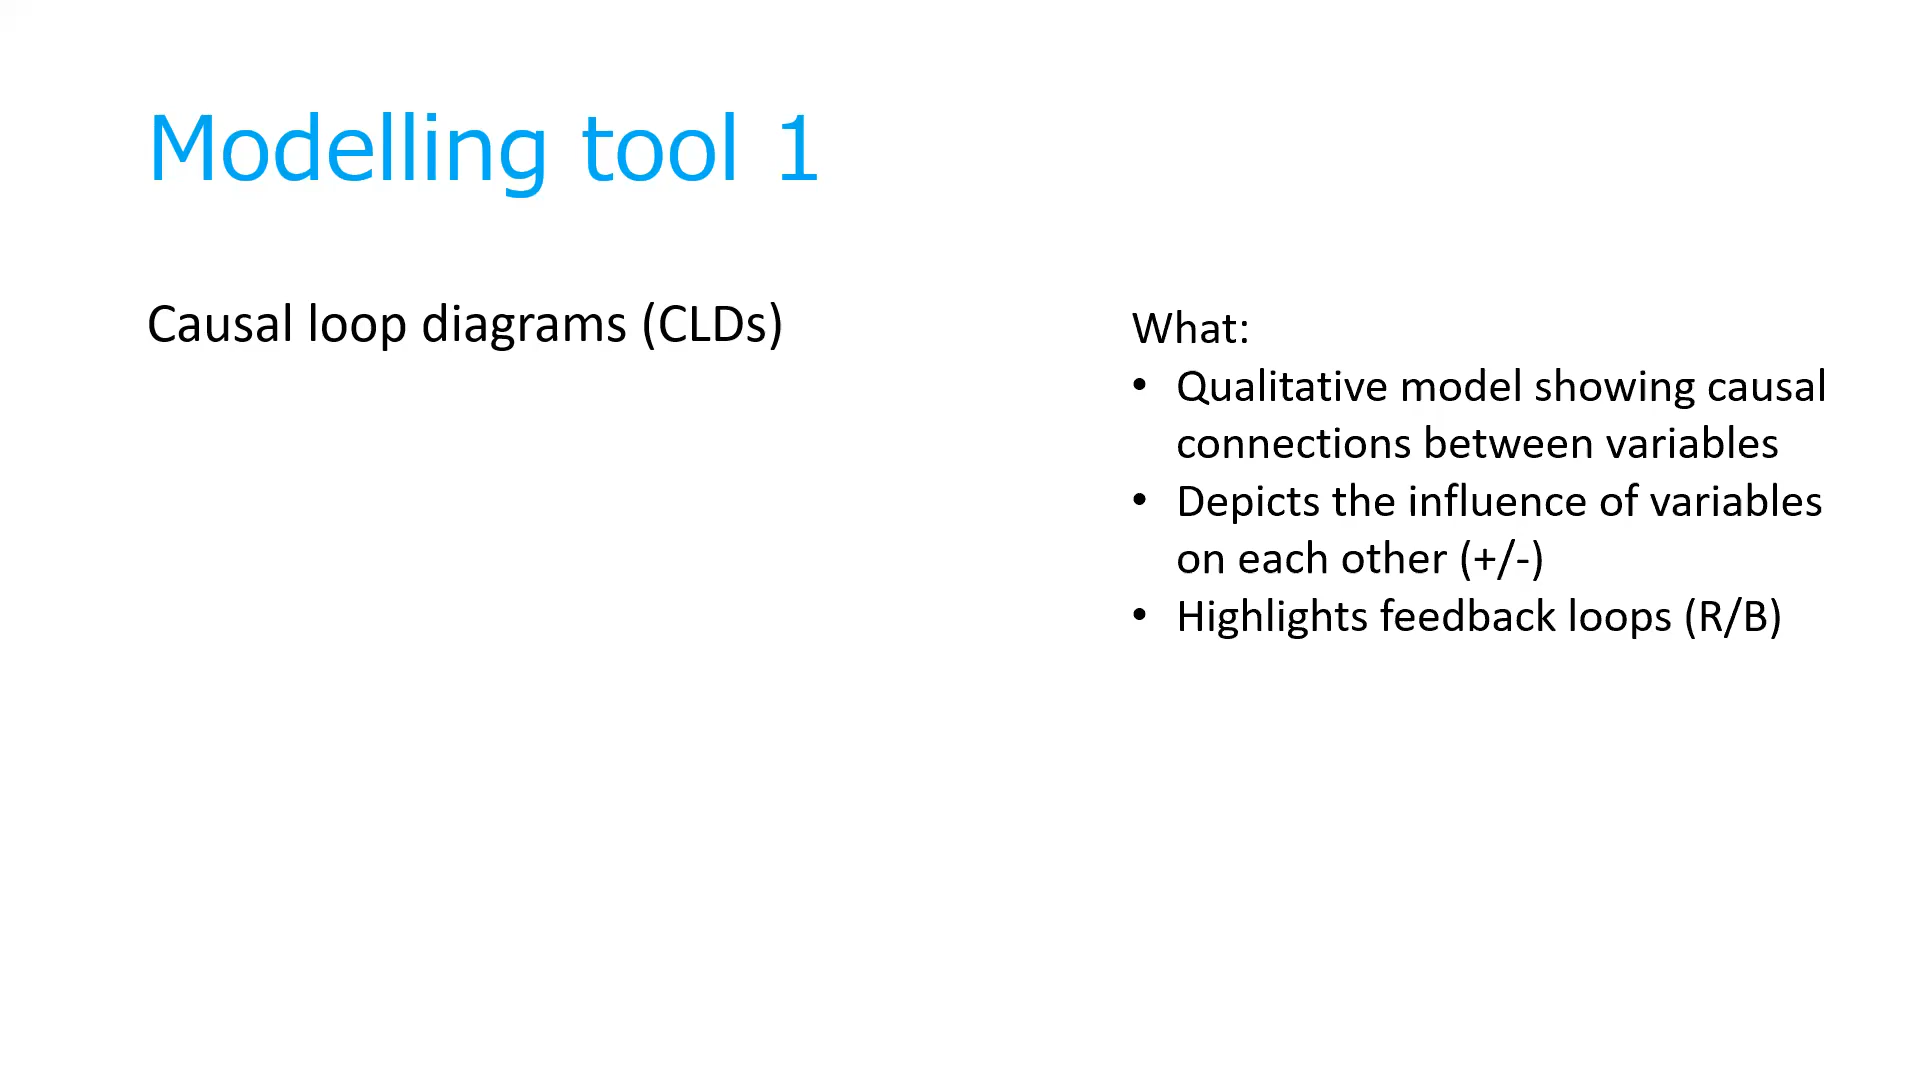 Modelling tool 1
Causal loop diagrams (CLDs)
What:
• Qualitative model showing causal
connections between variables
• Depicts the influence of variables
on each other (+/-)
• Highlights feedback loops (R/B)